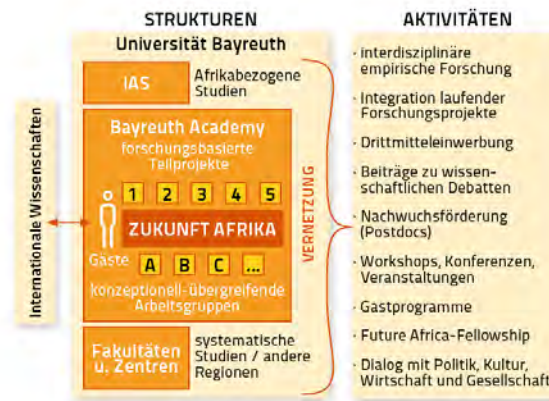 STRUKTUREN
Universität Bayreuth
Internationale Wissenschaften
IAS
Afrikabezogene
Studien
Bayreuth Academy
forschungsbasierte
Teilprojekte
1 2 3 4 5
ZUKUNFT AFRIKA
Gäste
A B C ...
konzeptionell-übergreifende
Arbeitsgruppen
Fakultäten
u. Zentren
systematische
Studien / andere
Regionen
VERNETZUNG
AKTIVITÄTEN
· interdisziplinäre
empirische Forschung
· Integration laufender
Forschungsprojekte
· Drittmitteleinwerbung
· Beiträge zu wissen-
schaftlichen Debatten
· Nachwuchsförderung
(Postdocs)
· Workshops, Konferenzen,
Veranstaltungen
· Gastprogramme
· Future Africa-Fellowship
· Dialog mit Politik, Kultur,
Wirtschaft und Gesellschaft